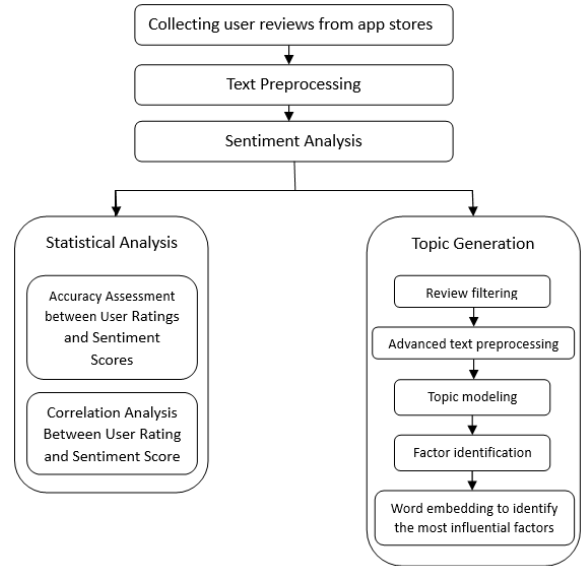 Collecting user reviews from app stores
Text Preprocessing
Sentiment Analysis
Statistical Analysis
Accuracy Assessment
between User Ratings
and Sentiment
Scores
Correlation Analysis
Between User Rating
and Sentiment Score
Topic Generation
Review filtering
Advanced text preprocessing
Topic modeling
Factor identification
Word embedding to identify
the most influential factors